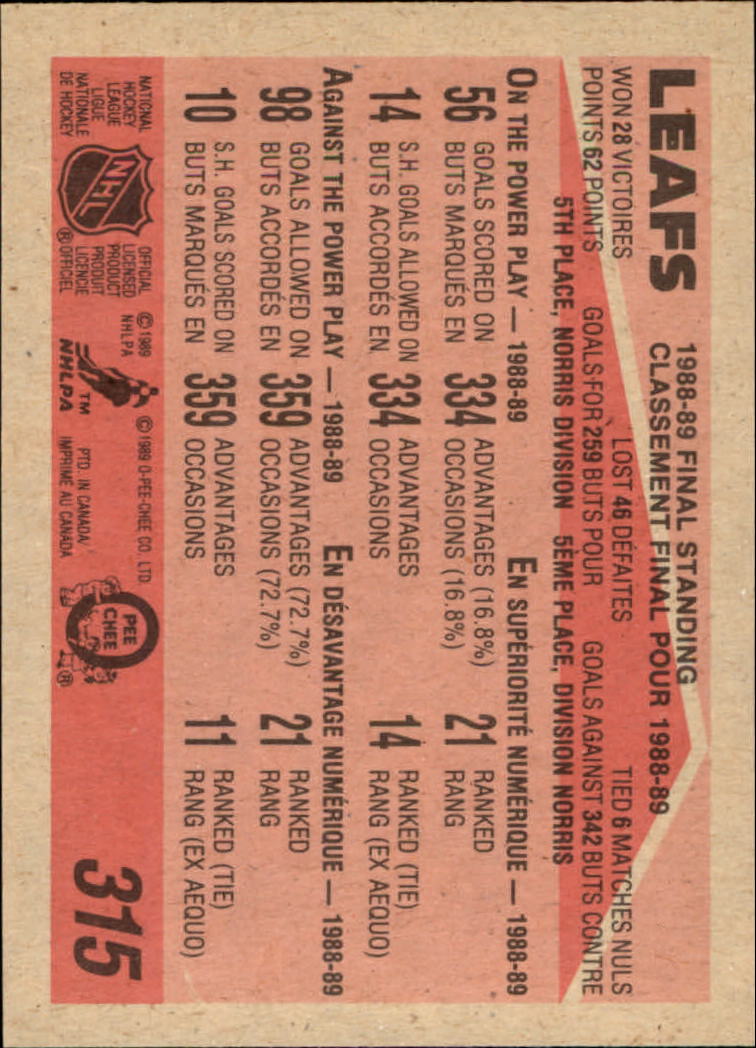 LEAFS
1988-89 FINAL STANDING
CLASSEMENT FINAL POUR 1988-89
WON 28 VICTOIRES LOST 46 DÉFAITES TIED 6 MATCHES NULS
POINTS 62 POINTS GOALS FOR 259 BUTS POUR GOALS AGAINST 342 BUTS CONTRE
5TH PLACE, NORRIS DIVISION 5ÈME PLACE, DIVISION NORRIS
ON THE POWER PLAY — 1988-89 EN SUPÉRIORITÉ NUMÉRIQUE — 1988-89
56 GOALS SCORED ON 334 ADVANTAGES (16.8%) 21 RANKED
BUTS MARQUÉS EN OCCASIONS (16.8%) RANG
14 S.H. GOALS ALLOWED ON 334 ADVANTAGES 14 RANKED (TIE)
BUTS ACCORDÉS EN OCCASIONS RANG (EX AEQUO)
AGAINST THE POWER PLAY — 1988-89 EN DÉSAVANTAGE NUMÉRIQUE — 1988-89
98 GOALS ALLOWED ON 359 ADVANTAGES (72.7%) 21 RANKED
BUTS ACCORDÉS EN OCCASIONS (72.7%) RANG
10 S.H. GOALS SCORED ON 359 ADVANTAGES 11 RANKED (TIE)
BUTS MARQUÉS EN OCCASIONS RANG (EX AEQUO)
NATIONAL
HOCKEY
LEAGUE
LIGUE
NATIONALE
DE HOCKEY
NHL
®
OFFICIAL
LICENSED
PRODUCT
PRODUIT
LICENCIE
OFFICIEL
© 1989
NHLPA
TM
NHLPA
© 1989 O-PEE-CHEE CO. LTD.
PTD. IN CANADA/
IMPRIMÉ AU CANADA
O
PEE
CHEE
®
315